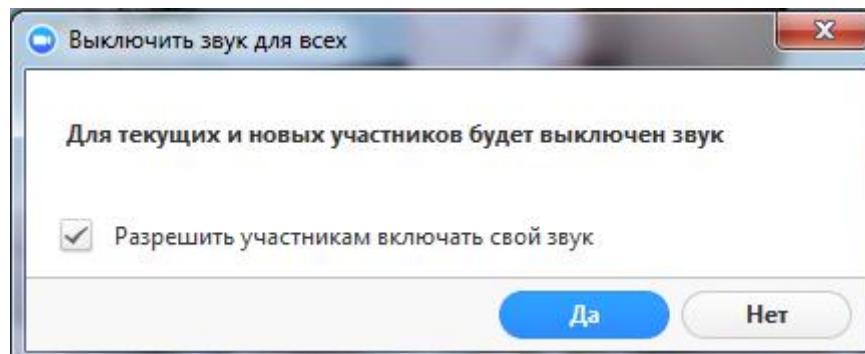 Выключить звук для всех
Для текущих и новых участников будет выключен звук
Разрешить участникам включать свой звук
Да
Нет